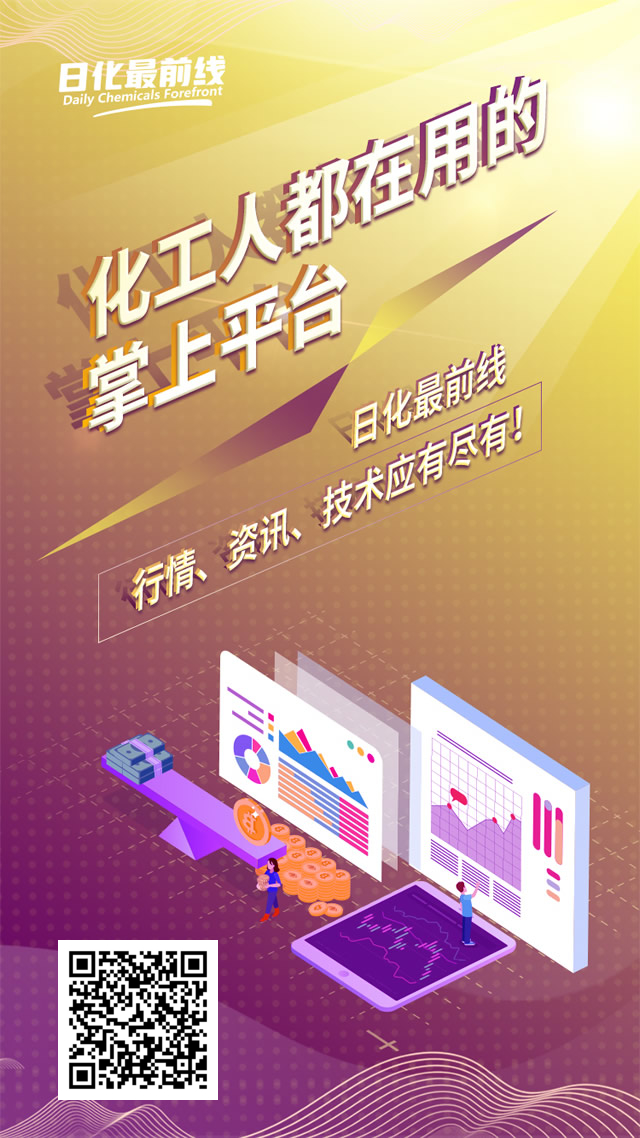 日化最前线
Daily Chemicals Forefront
化工人都在用的
掌上平台
日化最前线
行情、资讯、技术应有尽有！